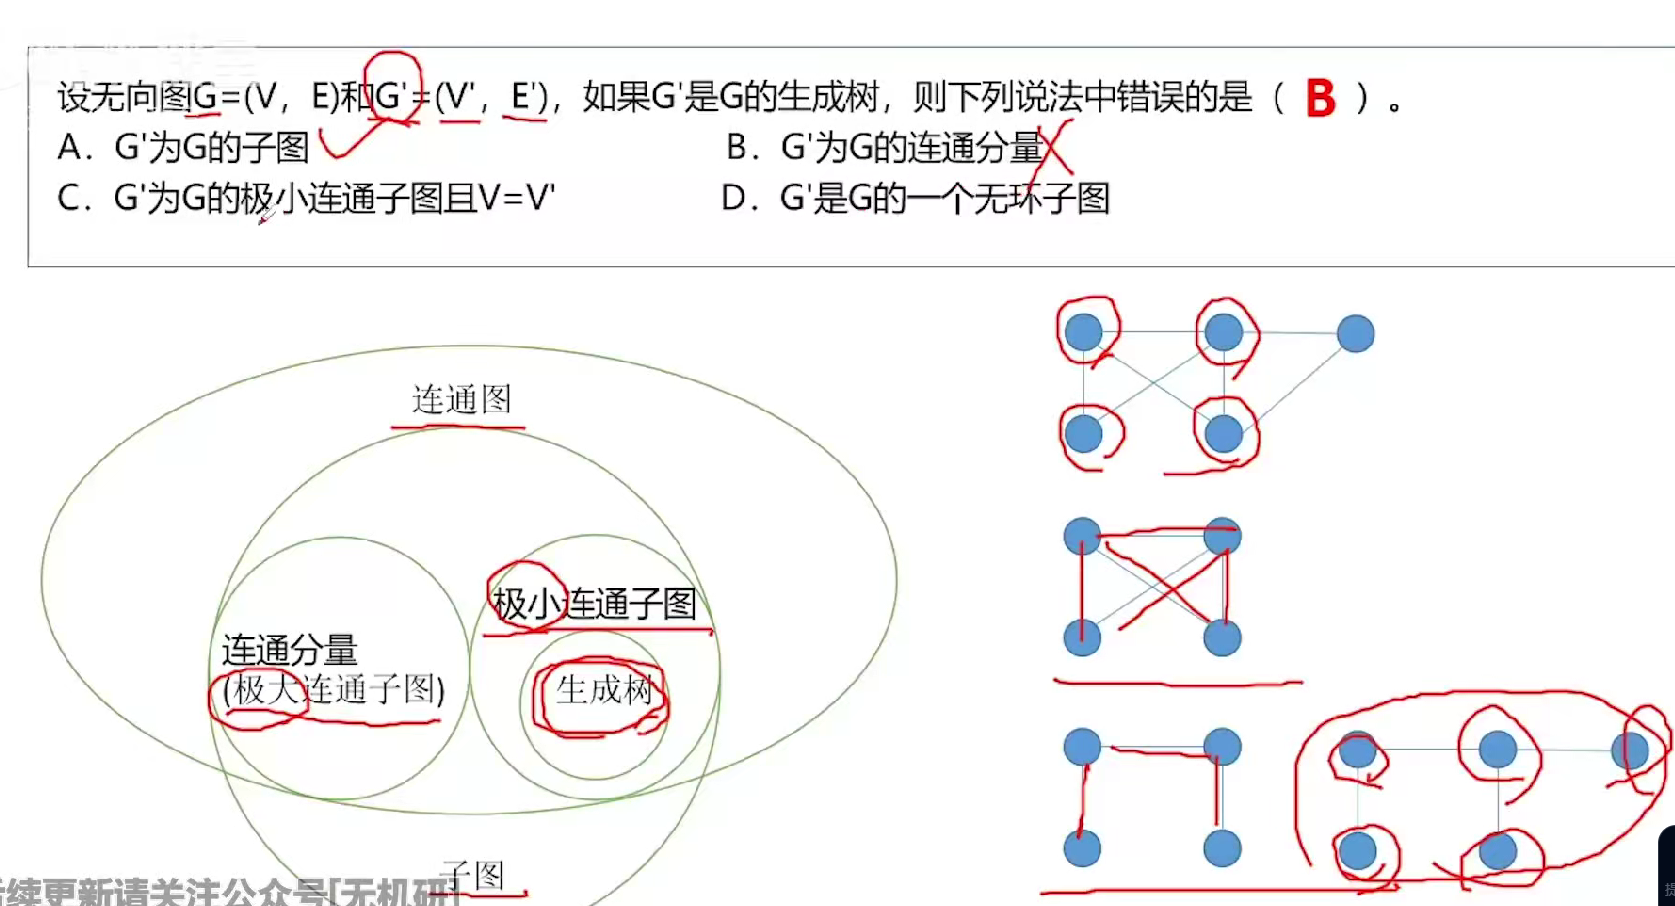 设无向图G=(V，E)和G'=(V'，E')，如果G'是G的生成树，则下列说法中错误的是（ B ）。
A．G'为G的子图
B．G'为G的连通分量
C．G'为G的极小连通子图且V=V'
D．G'是G的一个无环子图
连通图
极小连通子图
连通分量
(极大连通子图)
生成树
子图
后续更新请关注公众号[无机研]